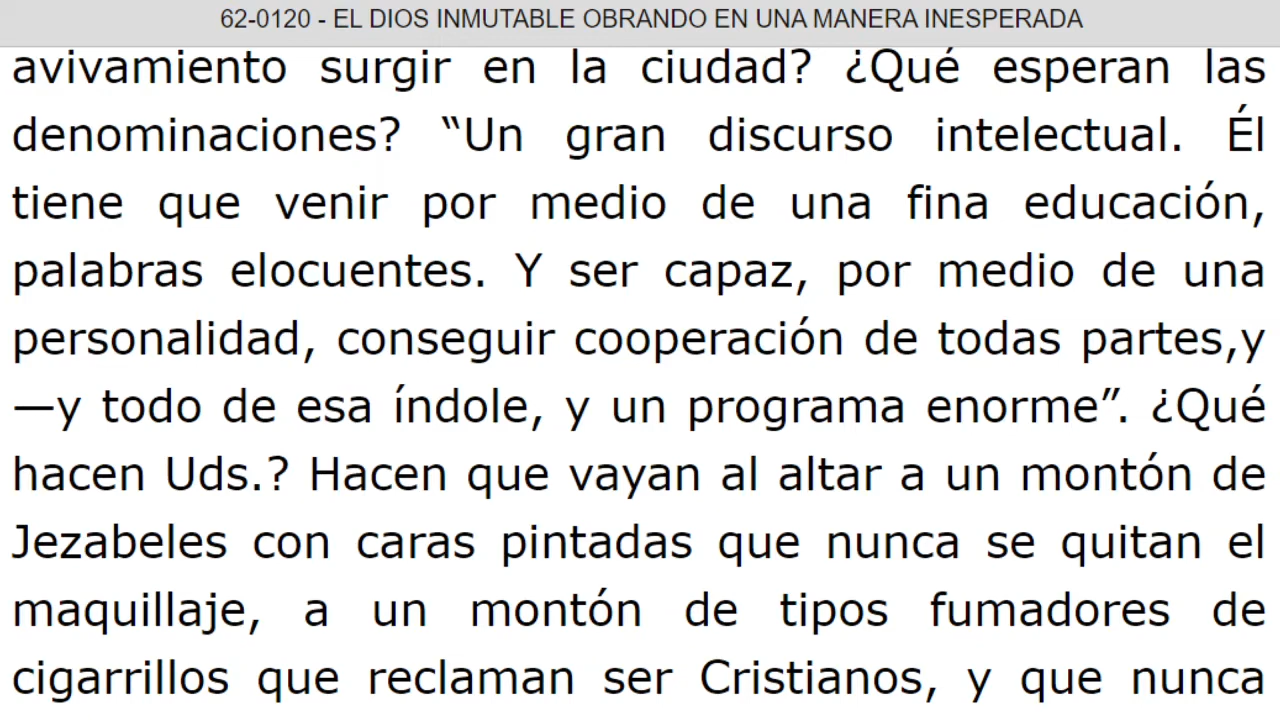 62-0120 - EL DIOS INMUTABLE OBRANDO EN UNA MANERA INESPERADA
avivamiento surgir en la ciudad? ¿Qué esperan las
denominaciones? “Un gran discurso intelectual. Él
tiene que venir por medio de una fina educación,
palabras elocuentes. Y ser capaz, por medio de una
personalidad, conseguir cooperación de todas partes,y
—y todo de esa índole, y un programa enorme”. ¿Qué
hacen Uds.? Hacen que vayan al altar a un montón de
Jezabeles con caras pintadas que nunca se quitan el
maquillaje, a un montón de tipos fumadores de
cigarrillos que reclaman ser Cristianos, y que nunca